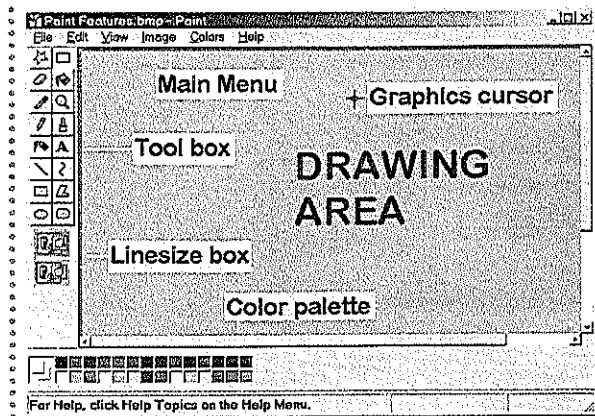 Paint Features.bmp - Paint
File Edit View Image Colors Help
Main Menu
Graphics cursor
Tool box
DRAWING
AREA
Linesize box
Color palette
For Help, click Help Topics on the Help Menu.